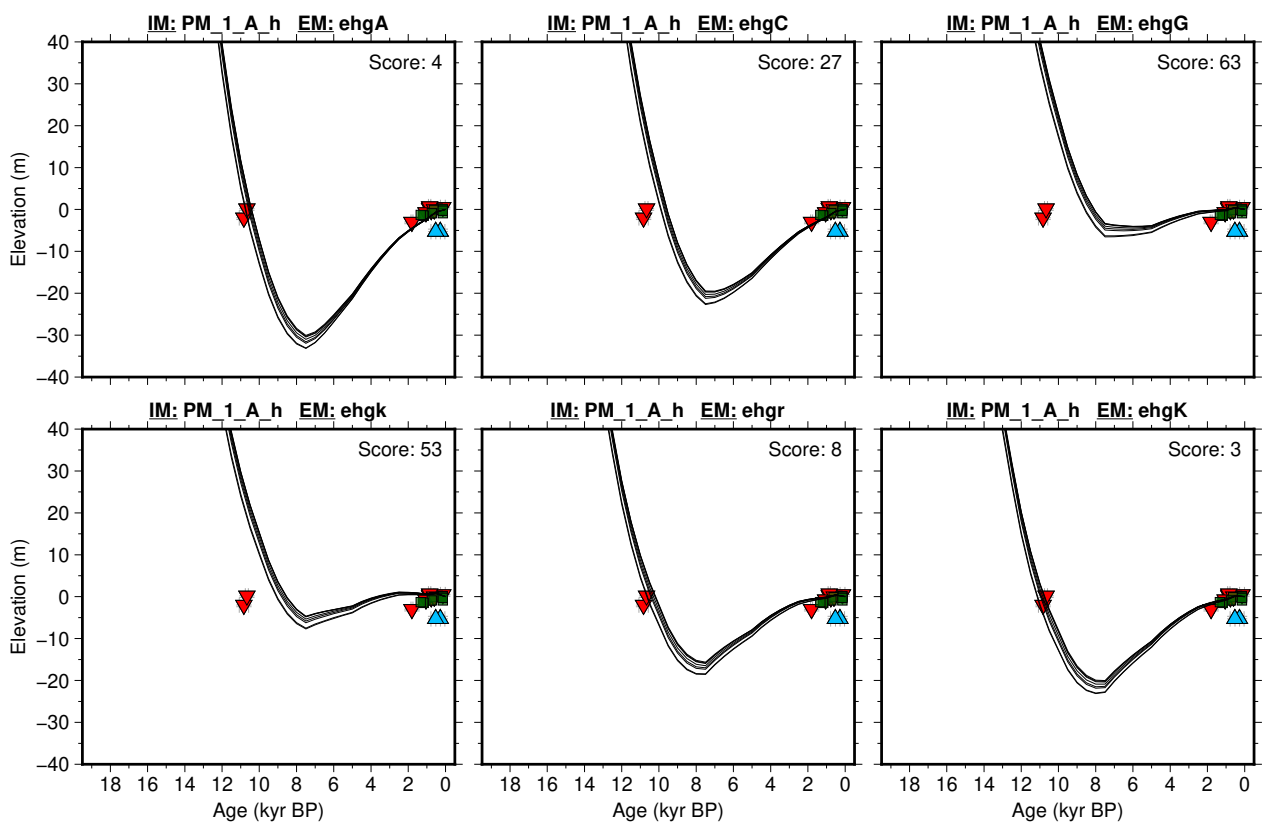 IM: PM_1_A_h EM: ehgA
IM: PM_1_A_h EM: ehgC
IM: PM_1_A_h EM: ehgG
40
30
20
10
0
−10
−20
−30
−40
Elevation (m)
Score: 4
Score: 27
Score: 63
IM: PM_1_A_h EM: ehgk
IM: PM_1_A_h EM: ehgr
IM: PM_1_A_h EM: ehgK
40
30
20
10
0
−10
−20
−30
−40
Elevation (m)
Score: 53
Score: 8
Score: 3
18 16 14 12 10 8 6 4 2 0
18 16 14 12 10 8 6 4 2 0
18 16 14 12 10 8 6 4 2 0
Age (kyr BP)
Age (kyr BP)
Age (kyr BP)